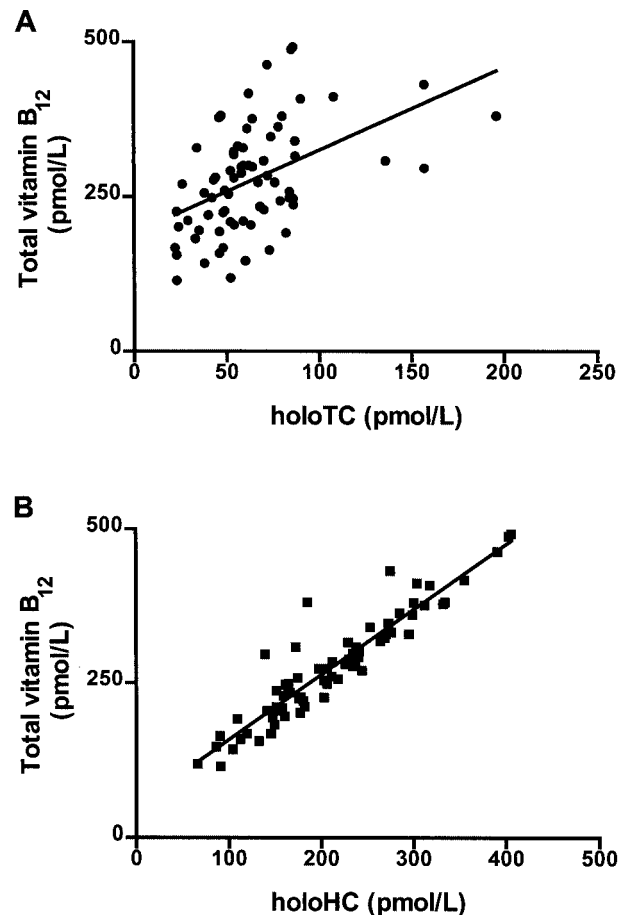 A
500
250
0
Total vitamin B12
(pmol/L)
0 50 100 150 200 250
holoTC (pmol/L)
B
500
250
0
Total vitamin B12
(pmol/L)
0 100 200 300 400 500
holoHC (pmol/L)